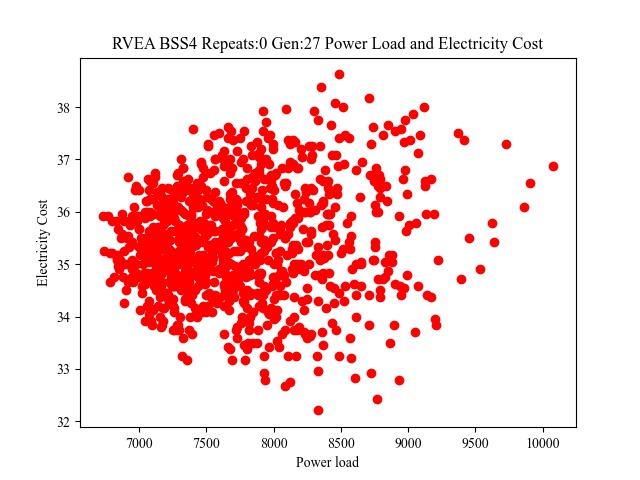 RVEA BSS4 Repeats:0 Gen:27 Power Load and Electricity Cost
38
37
36
35
34
33
32
Electricity Cost
7000 7500 8000 8500 9000 9500 10000
Power load